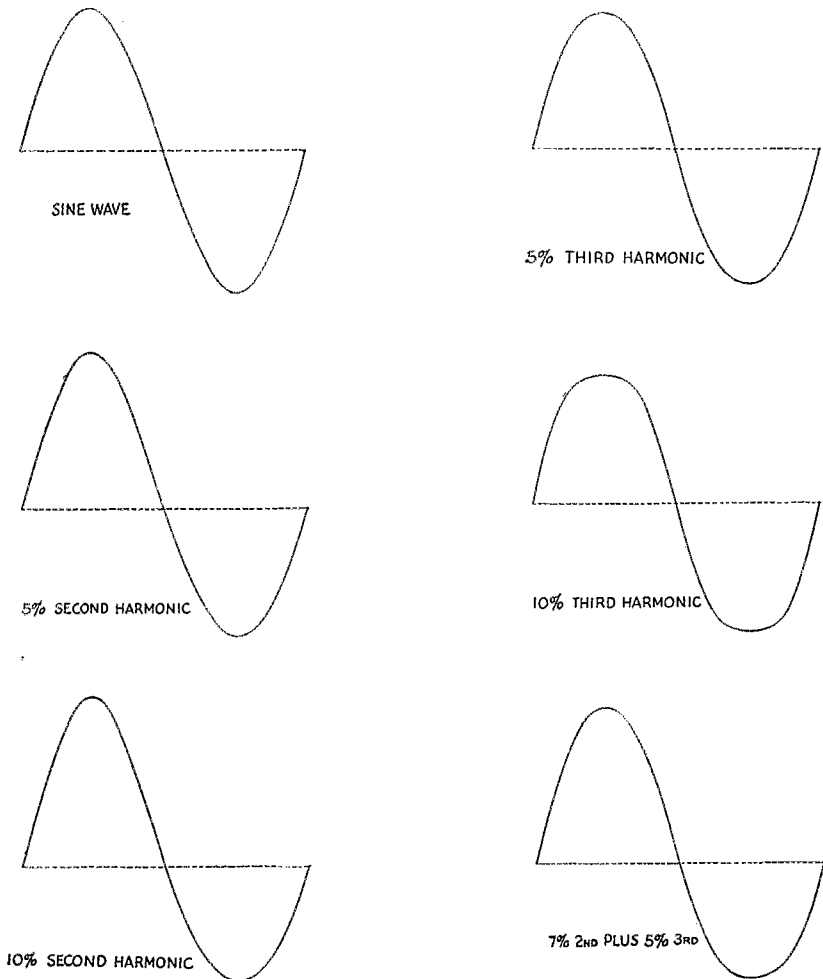 SINE WAVE
5% THIRD HARMONIC
5% SECOND HARMONIC
10% THIRD HARMONIC
10% SECOND HARMONIC
7% 2ND PLUS 5% 3RD